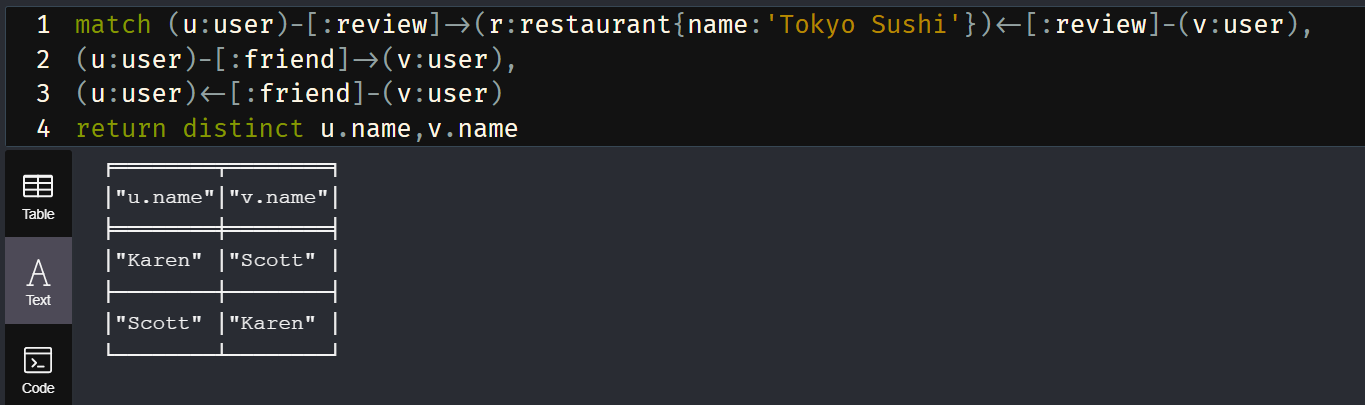 1 match (u:user)-[:review]->(r:restaurant{name:'Tokyo Sushi'})<-[:review]-(v:user),
2 (u:user)-[:friend]->(v:user),
3 (u:user)<-[:friend]-(v:user)
4 return distinct u.name,v.name
"u.name" "v.name"
Table
"Karen" "Scott"
Text
"Scott" "Karen"
Code